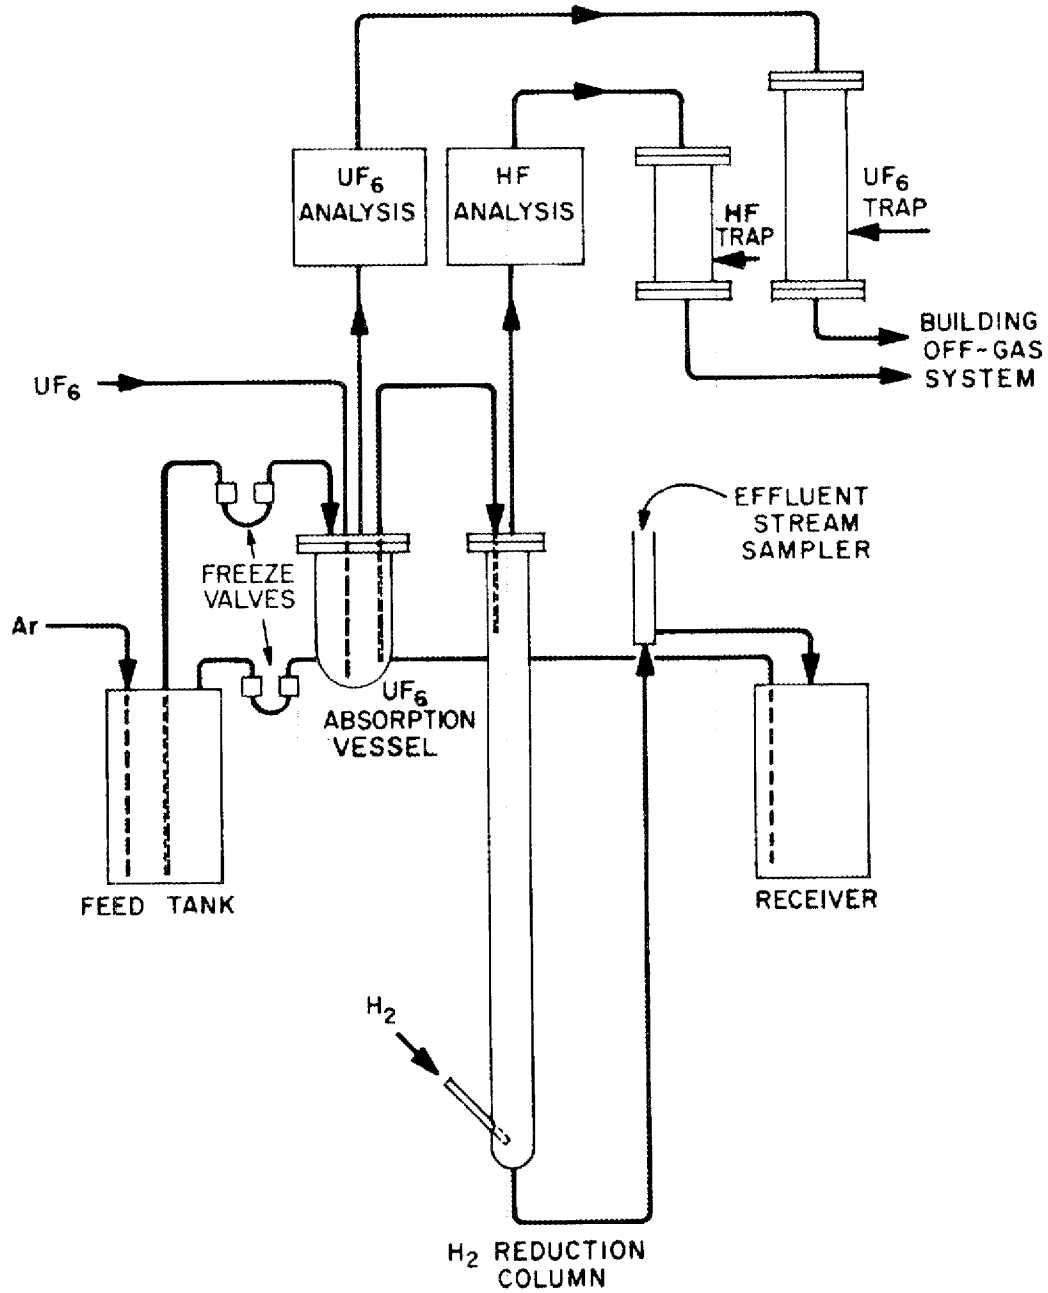 UF6
ANALYSIS
HF
ANALYSIS
UF6
TRAP
HF
TRAP
BUILDING
OFF-GAS
SYSTEM
UF6
EFFLUENT
STREAM
SAMPLER
FREEZE
VALVES
Ar
UF6
ABSORPTION
VESSEL
FEED TANK
RECEIVER
H2
H2 REDUCTION
COLUMN